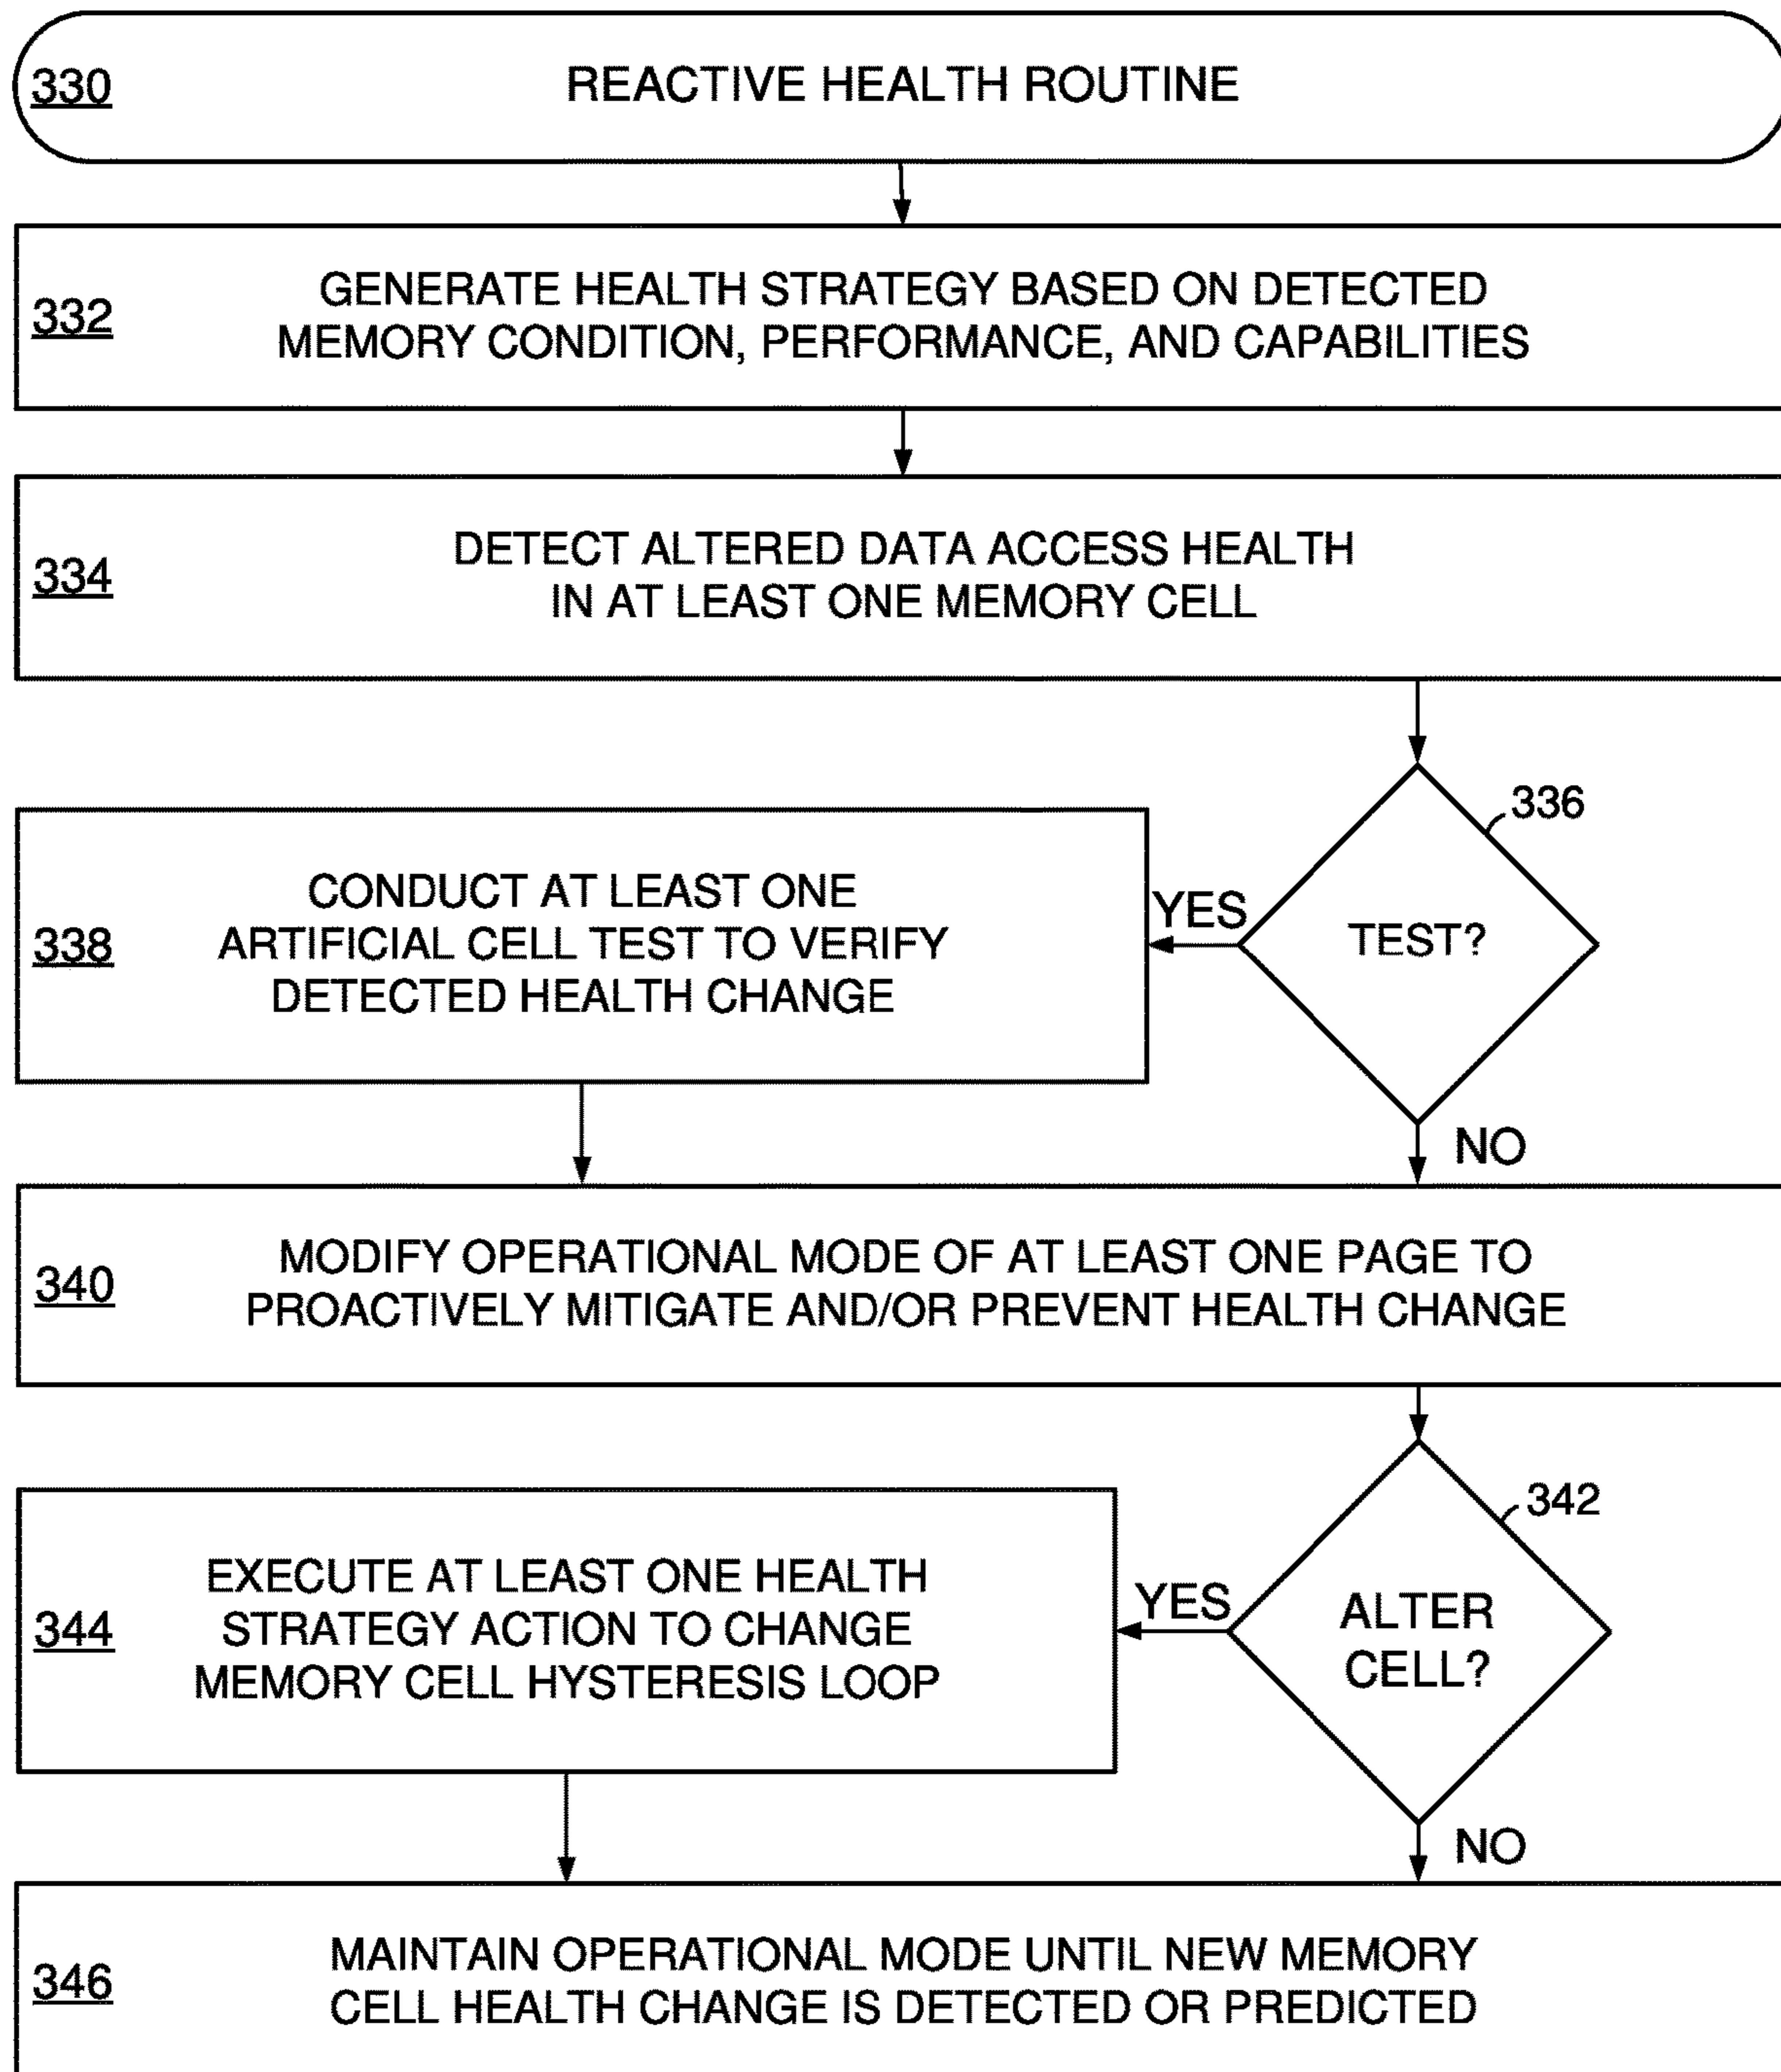 330
REACTIVE HEALTH ROUTINE
332
GENERATE HEALTH STRATEGY BASED ON DETECTED
MEMORY CONDITION, PERFORMANCE, AND CAPABILITIES
334
DETECT ALTERED DATA ACCESS HEALTH
IN AT LEAST ONE MEMORY CELL
336
TEST?
YES
NO
338
CONDUCT AT LEAST ONE
ARTIFICIAL CELL TEST TO VERIFY
DETECTED HEALTH CHANGE
340
MODIFY OPERATIONAL MODE OF AT LEAST ONE PAGE TO
PROACTIVELY MITIGATE AND/OR PREVENT HEALTH CHANGE
342
ALTER
CELL?
YES
NO
344
EXECUTE AT LEAST ONE HEALTH
STRATEGY ACTION TO CHANGE
MEMORY CELL HYSTERESIS LOOP
346
MAINTAIN OPERATIONAL MODE UNTIL NEW MEMORY
CELL HEALTH CHANGE IS DETECTED OR PREDICTED